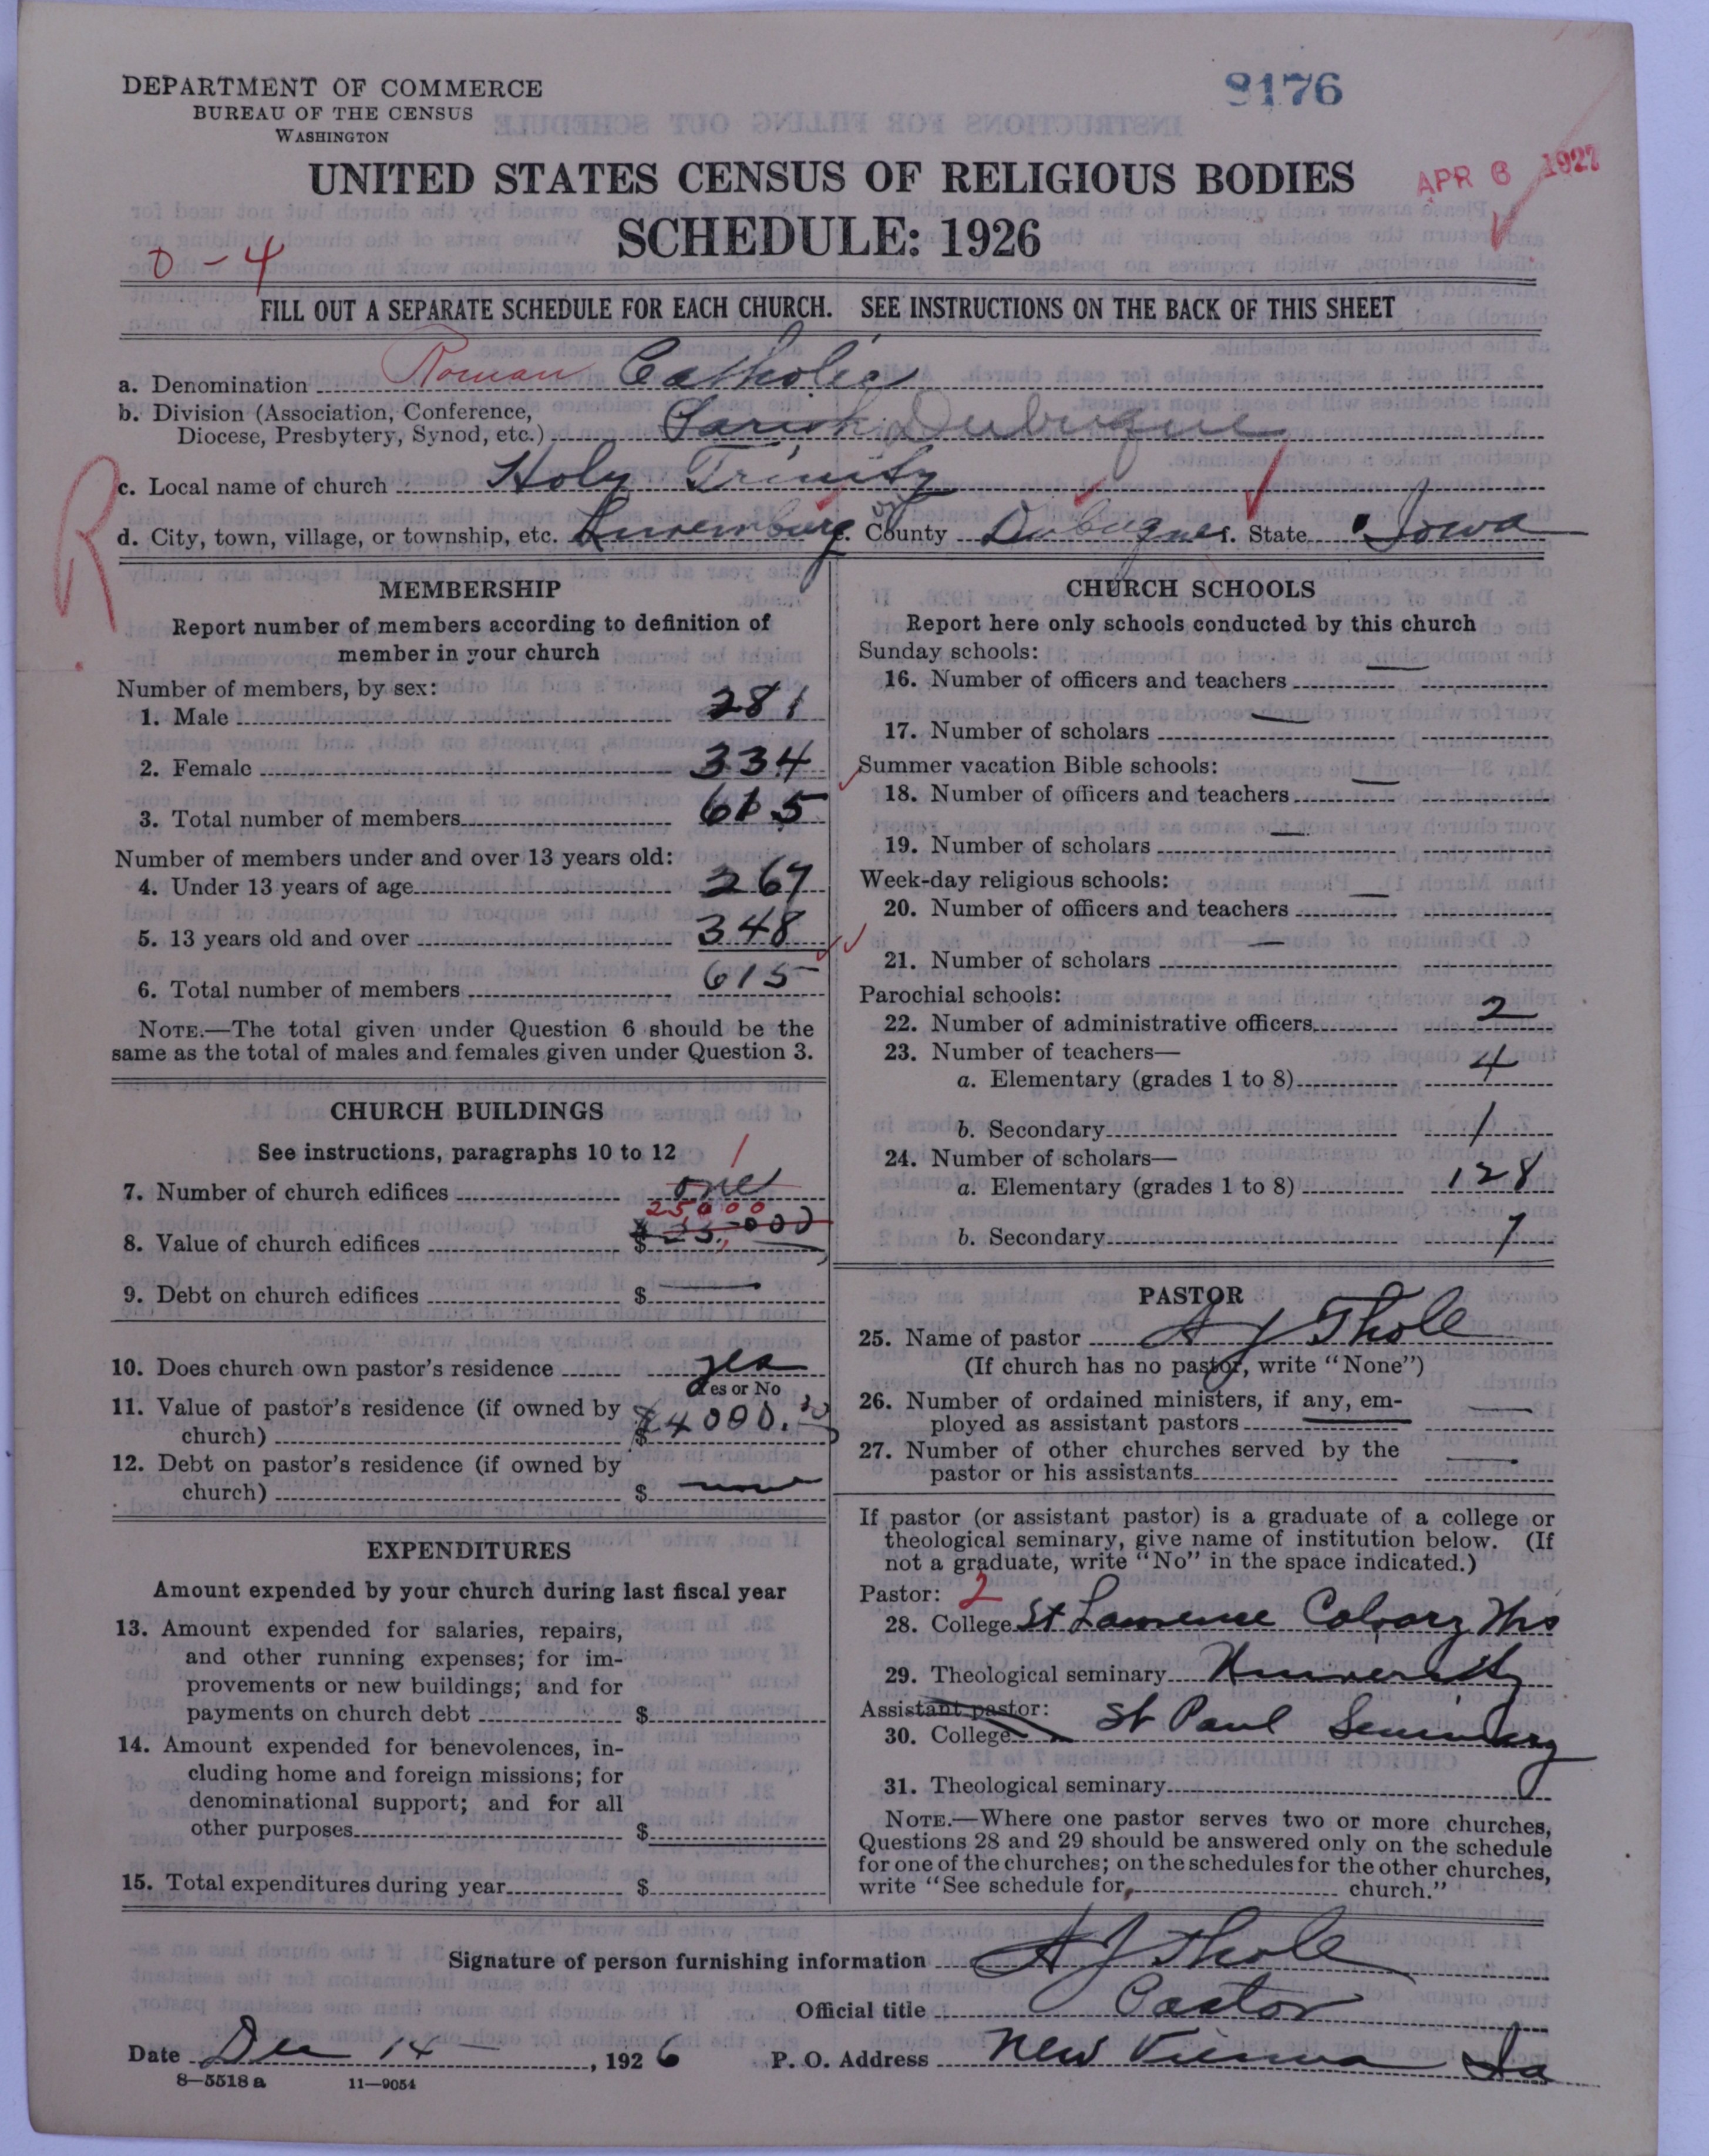 DEPARTMENT OF COMMERCE
BUREAU OF THE CENSUS
WASHINGTON
9176
UNITED STATES CENSUS OF RELIGIOUS BODIES
APR 6 1927
SCHEDULE: 1926
0-4
FILL OUT A SEPARATE SCHEDULE FOR EACH CHURCH. SEE INSTRUCTIONS ON THE BACK OF THIS SHEET
a. Denomination Roman Catholic
b. Division (Association, Conference,
Diocese, Presbytery, Synod, etc.) Parish Dubuque
R
c. Local name of church Holy Trinity
d. City, town, village, or township, etc. Luxemburg e. County Dubuque f. State Iowa
MEMBERSHIP
Report number of members according to definition of
member in your church
Number of members, by sex:
1. Male 281
2. Female 334
3. Total number of members 615
Number of members under and over 13 years old:
4. Under 13 years of age 267
5. 13 years old and over 348
6. Total number of members 615
NOTE.—The total given under Question 6 should be the
same as the total of males and females given under Question 3.
CHURCH BUILDINGS
See instructions, paragraphs 10 to 12
1
7. Number of church edifices one
25000
8. Value of church edifices $ 25,000
9. Debt on church edifices $ —
10. Does church own pastor's residence yes
Yes or No
11. Value of pastor's residence (if owned by
church) $ $4000.00
12. Debt on pastor's residence (if owned by
church) $
EXPENDITURES
Amount expended by your church during last fiscal year
13. Amount expended for salaries, repairs,
and other running expenses; for im-
provements or new buildings; and for
payments on church debt $
14. Amount expended for benevolences, in-
cluding home and foreign missions; for
denominational support; and for all
other purposes $
15. Total expenditures during year $
CHURCH SCHOOLS
Report here only schools conducted by this church
Sunday schools:
16. Number of officers and teachers —
17. Number of scholars —
Summer vacation Bible schools:
18. Number of officers and teachers —
19. Number of scholars —
Week-day religious schools:
20. Number of officers and teachers —
21. Number of scholars —
Parochial schools:
22. Number of administrative officers 2
23. Number of teachers—
a. Elementary (grades 1 to 8) 4
b. Secondary 1
24. Number of scholars—
a. Elementary (grades 1 to 8) 128
b. Secondary 7
PASTOR
25. Name of pastor A J Thole
(If church has no pastor, write "None")
26. Number of ordained ministers, if any, em-
ployed as assistant pastors —
27. Number of other churches served by the
pastor or his assistants —
If pastor (or assistant pastor) is a graduate of a college or
theological seminary, give name of institution below. (If
not a graduate, write "No" in the space indicated.)
Pastor: 2
28. College St Lawrence Calvary Wis
29. Theological seminary University
Assistant pastor:
30. College St Paul Seminary
31. Theological seminary
NOTE.—Where one pastor serves two or more churches,
Questions 28 and 29 should be answered only on the schedule
for one of the churches; on the schedules for the other churches,
write "See schedule for church."
Signature of person furnishing information A J Thole
Official title Pastor
Date Dec 14, 1926 P. O. Address New Vienna Ia
8—5518 a 11—9054